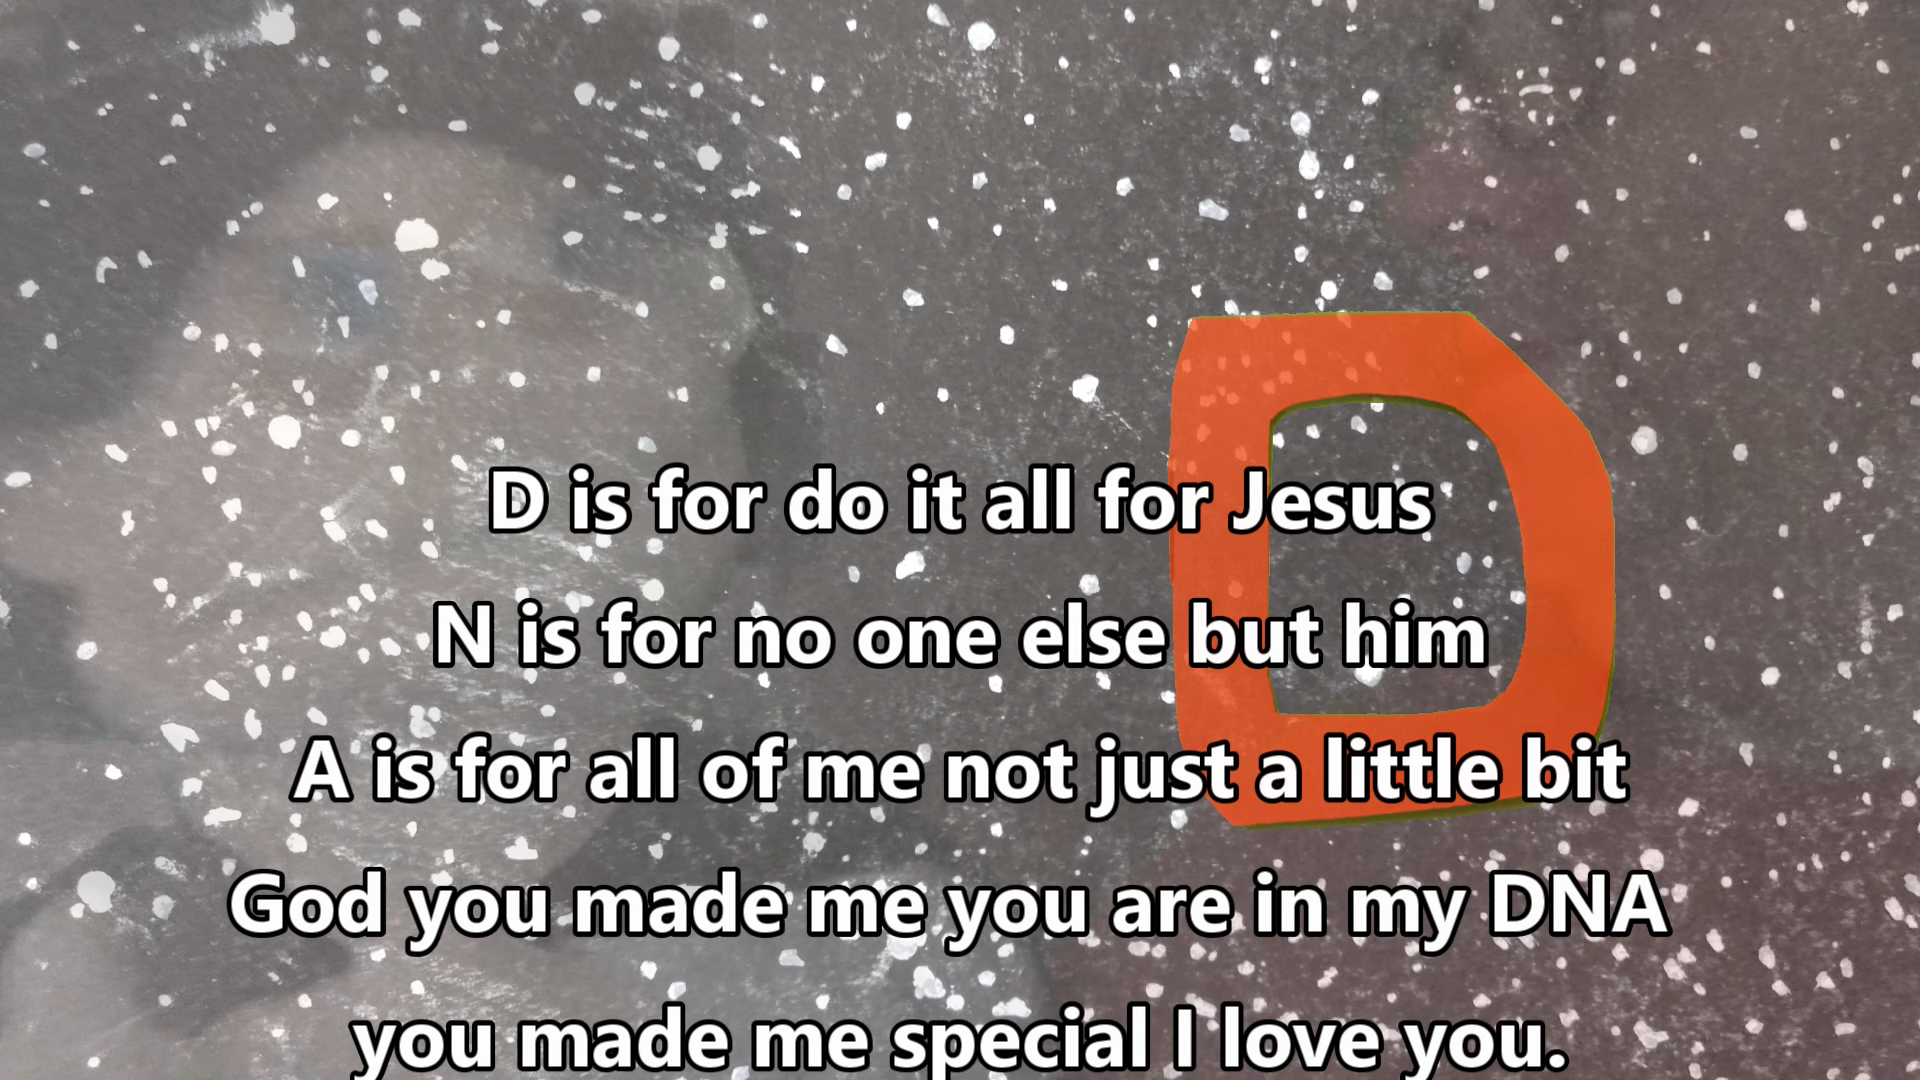 D
D is for do it all for Jesus
N is for no one else but him
A is for all of me not just a little bit
God you made me you are in my DNA
you made me special I love you.